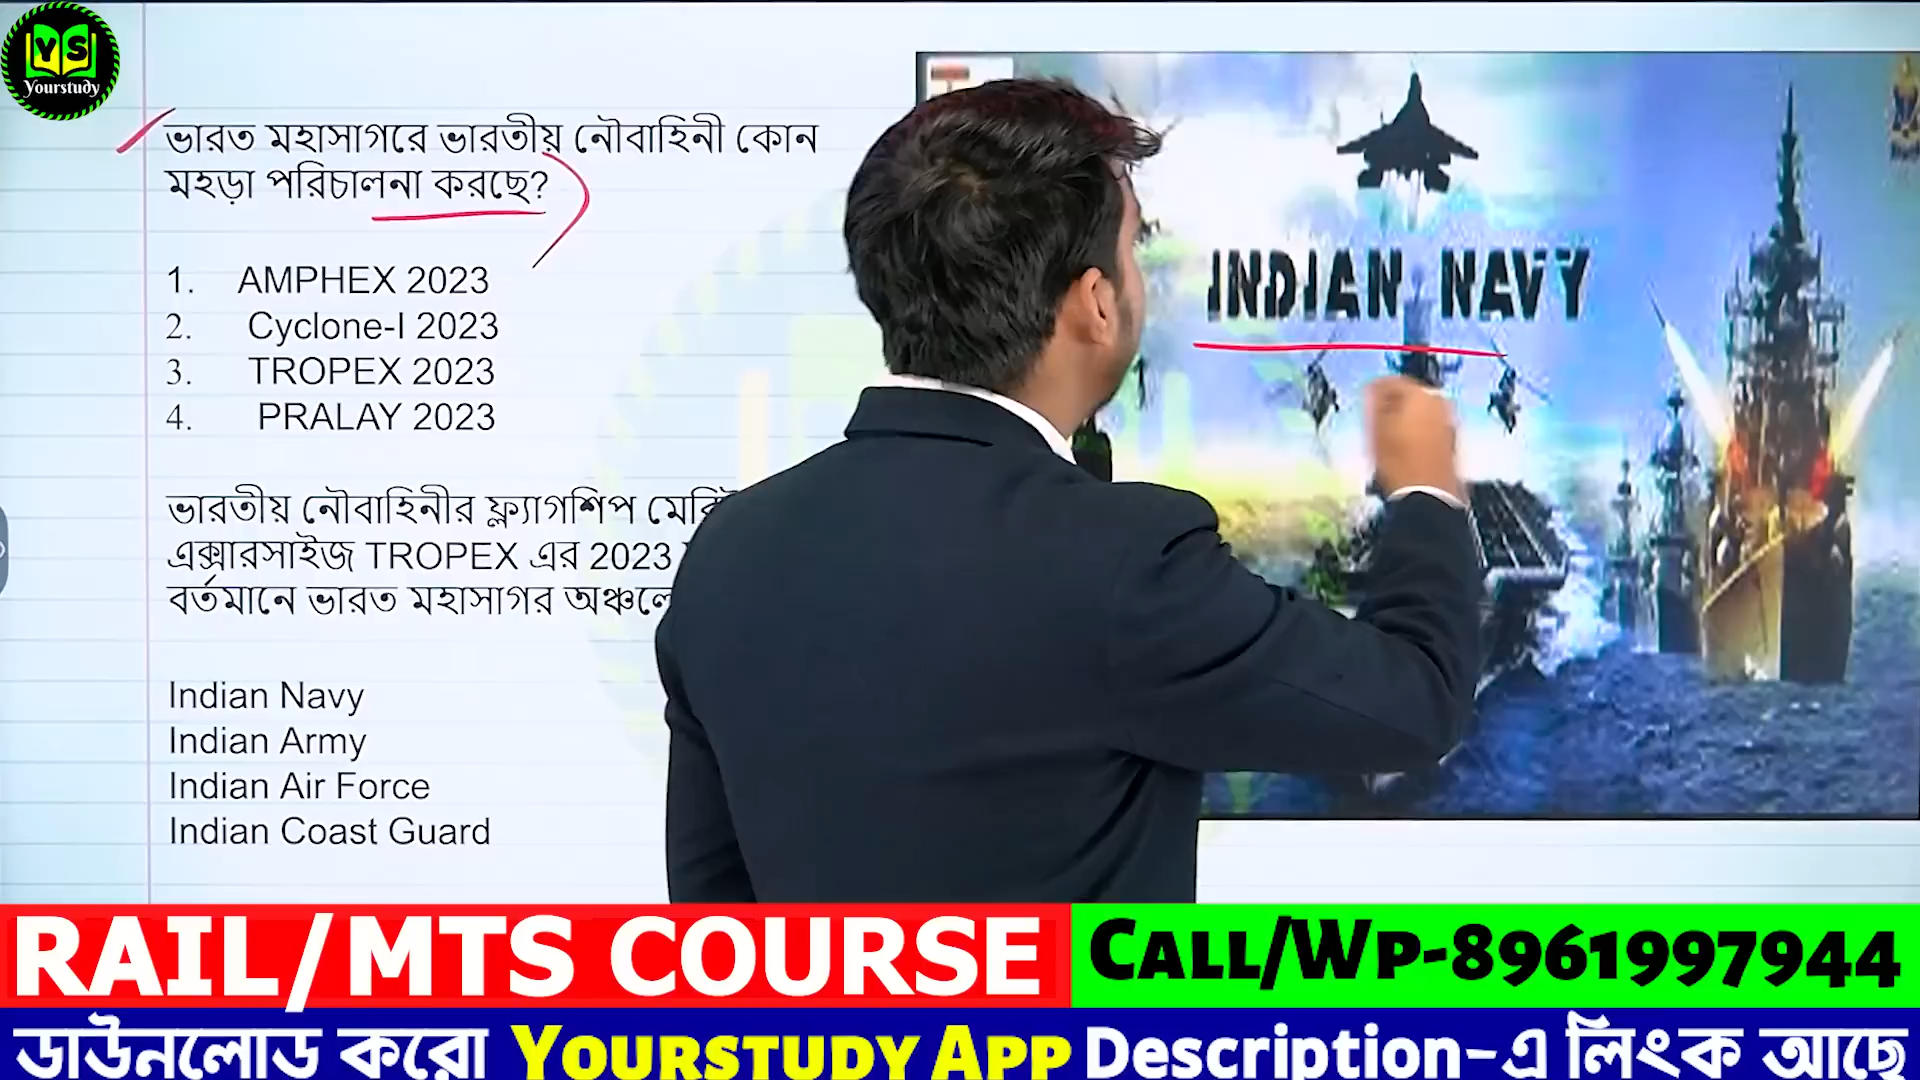 YS
Yourstudy
ভারত মহাসাগরে ভারতীয় নৌবাহিনী কোন
মহড়া পরিচালনা করছে?
1. AMPHEX 2023
2. Cyclone-I 2023
3. TROPEX 2023
4. PRALAY 2023
ভারতীয় নৌবাহিনীর ফ্ল্যাগশিপ
এক্সারসাইজ TROPEX এর 2023
বর্তমানে ভারত মহাসাগর অঞ্চলে
Indian Navy
Indian Army
Indian Air Force
Indian Coast Guard
INDIAN NAVY
RAIL/MTS COURSE
CALL/WP-8961997944
ডাউনলোড করো YOURSTUDY APP Description-এ লিংক আছে